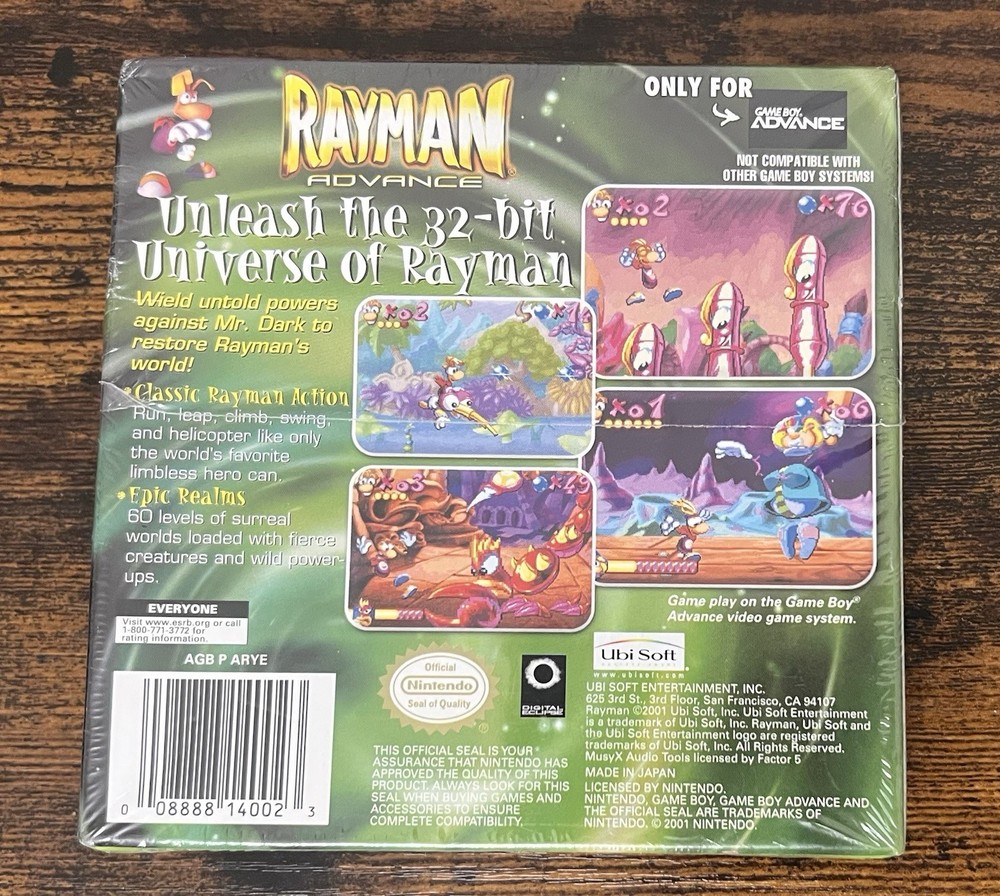 RAYMAN
ADVANCE
ONLY FOR
GAME BOY
ADVANCE
NOT COMPATIBLE WITH
OTHER GAME BOY SYSTEMS!
Unleash the 32-bit
Universe of Rayman
Wield untold powers
against Mr. Dark to
restore Rayman's
world!
•Classic Rayman Action
Run, leap, climb, swing,
and helicopter like only
the world's favorite
limbless hero can.
•Epic Realms
60 levels of surreal
worlds loaded with fierce
creatures and wild power-
ups.
x02
x76
x02
x03
x01
x06
Game play on the Game Boy®
Advance video game system.
EVERYONE
Visit www.esrb.org or call
1-800-771-3772 for
rating information.
AGB P ARYE
0 08888 14002 3
Official
Nintendo
Seal of Quality
®
DIGITAL
ECLIPSE
THIS OFFICIAL SEAL IS YOUR
ASSURANCE THAT NINTENDO HAS
APPROVED THE QUALITY OF THIS
PRODUCT. ALWAYS LOOK FOR THIS
SEAL WHEN BUYING GAMES AND
ACCESSORIES TO ENSURE
COMPLETE COMPATIBILITY.
Ubi Soft
www.ubisoft.com
UBI SOFT ENTERTAINMENT, INC.
625 3rd St., 3rd Floor, San Francisco, CA 94107
Rayman ©2001 Ubi Soft, Inc. Ubi Soft Entertainment
is a trademark of Ubi Soft, Inc. Rayman, Ubi Soft and
the Ubi Soft Entertainment logo are registered
trademarks of Ubi Soft, Inc. All Rights Reserved.
MusyX Audio Tools licensed by Factor 5
MADE IN JAPAN
LICENSED BY NINTENDO.
NINTENDO, GAME BOY, GAME BOY ADVANCE AND
THE OFFICIAL SEAL ARE TRADEMARKS OF
NINTENDO. © 2001 NINTENDO.